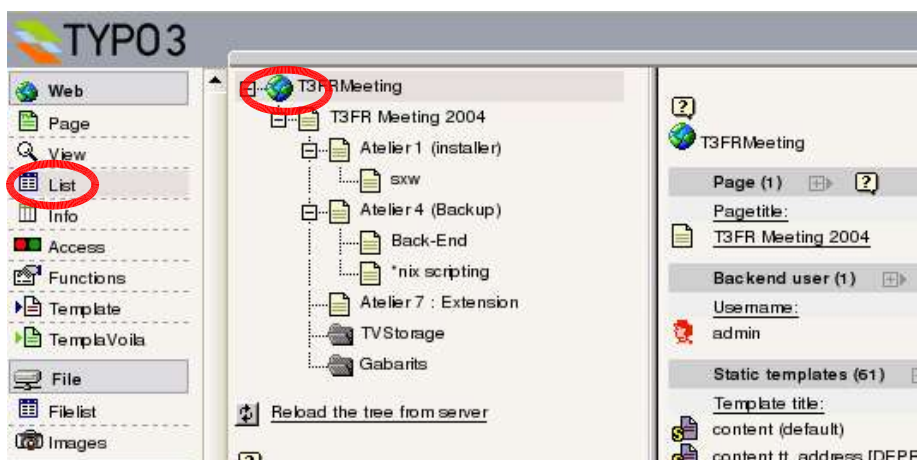 TYPO3
Web
Page
View
List
Info
Access
Functions
Template
TemplaVoila
File
Filelist
Images
T3FRMeeting
T3FR Meeting 2004
Atelier 1 (installer)
sxw
Atelier 4 (Backup)
Back-End
*nix scripting
Atelier 7 : Extension
TVStorage
Gabarits
Reload the tree from server
T3FRMeeting
Page (1)
Pagetitle:
T3FR Meeting 2004
Backend user (1)
Username:
admin
Static templates (61)
Template title:
content (default)
content.tt_address [DEPR